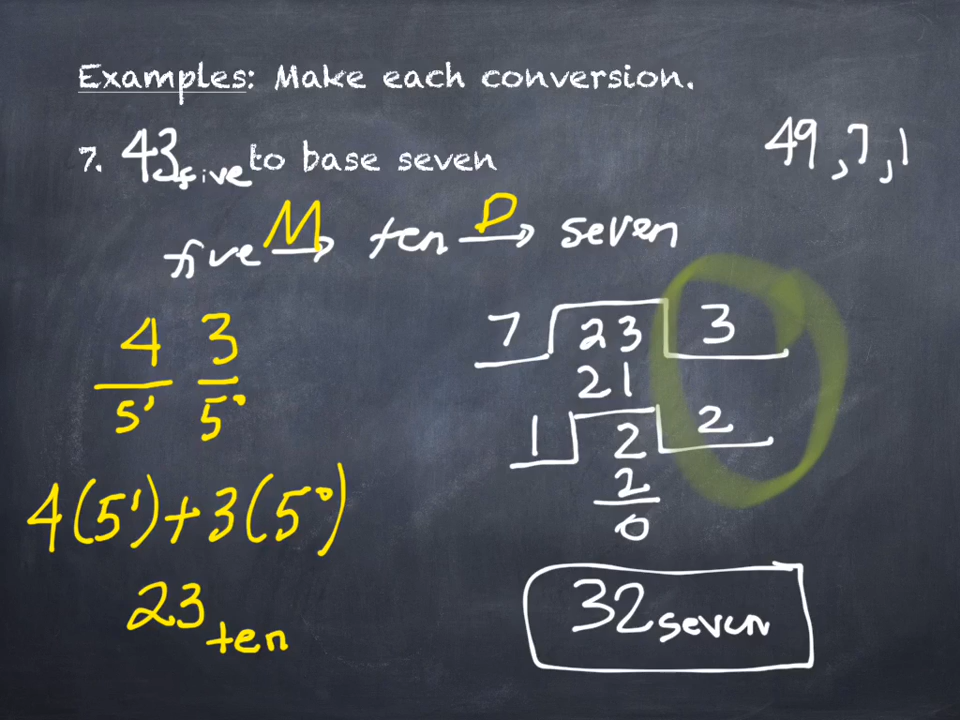 Examples: Make each conversion.
7. 43five to base seven
49, 7, 1
five M→ ten D→ seven
4 3
5¹ 5⁰
4(5¹)+3(5⁰)
23ten
7 23 3
21
1 2 2
2
0
32seven